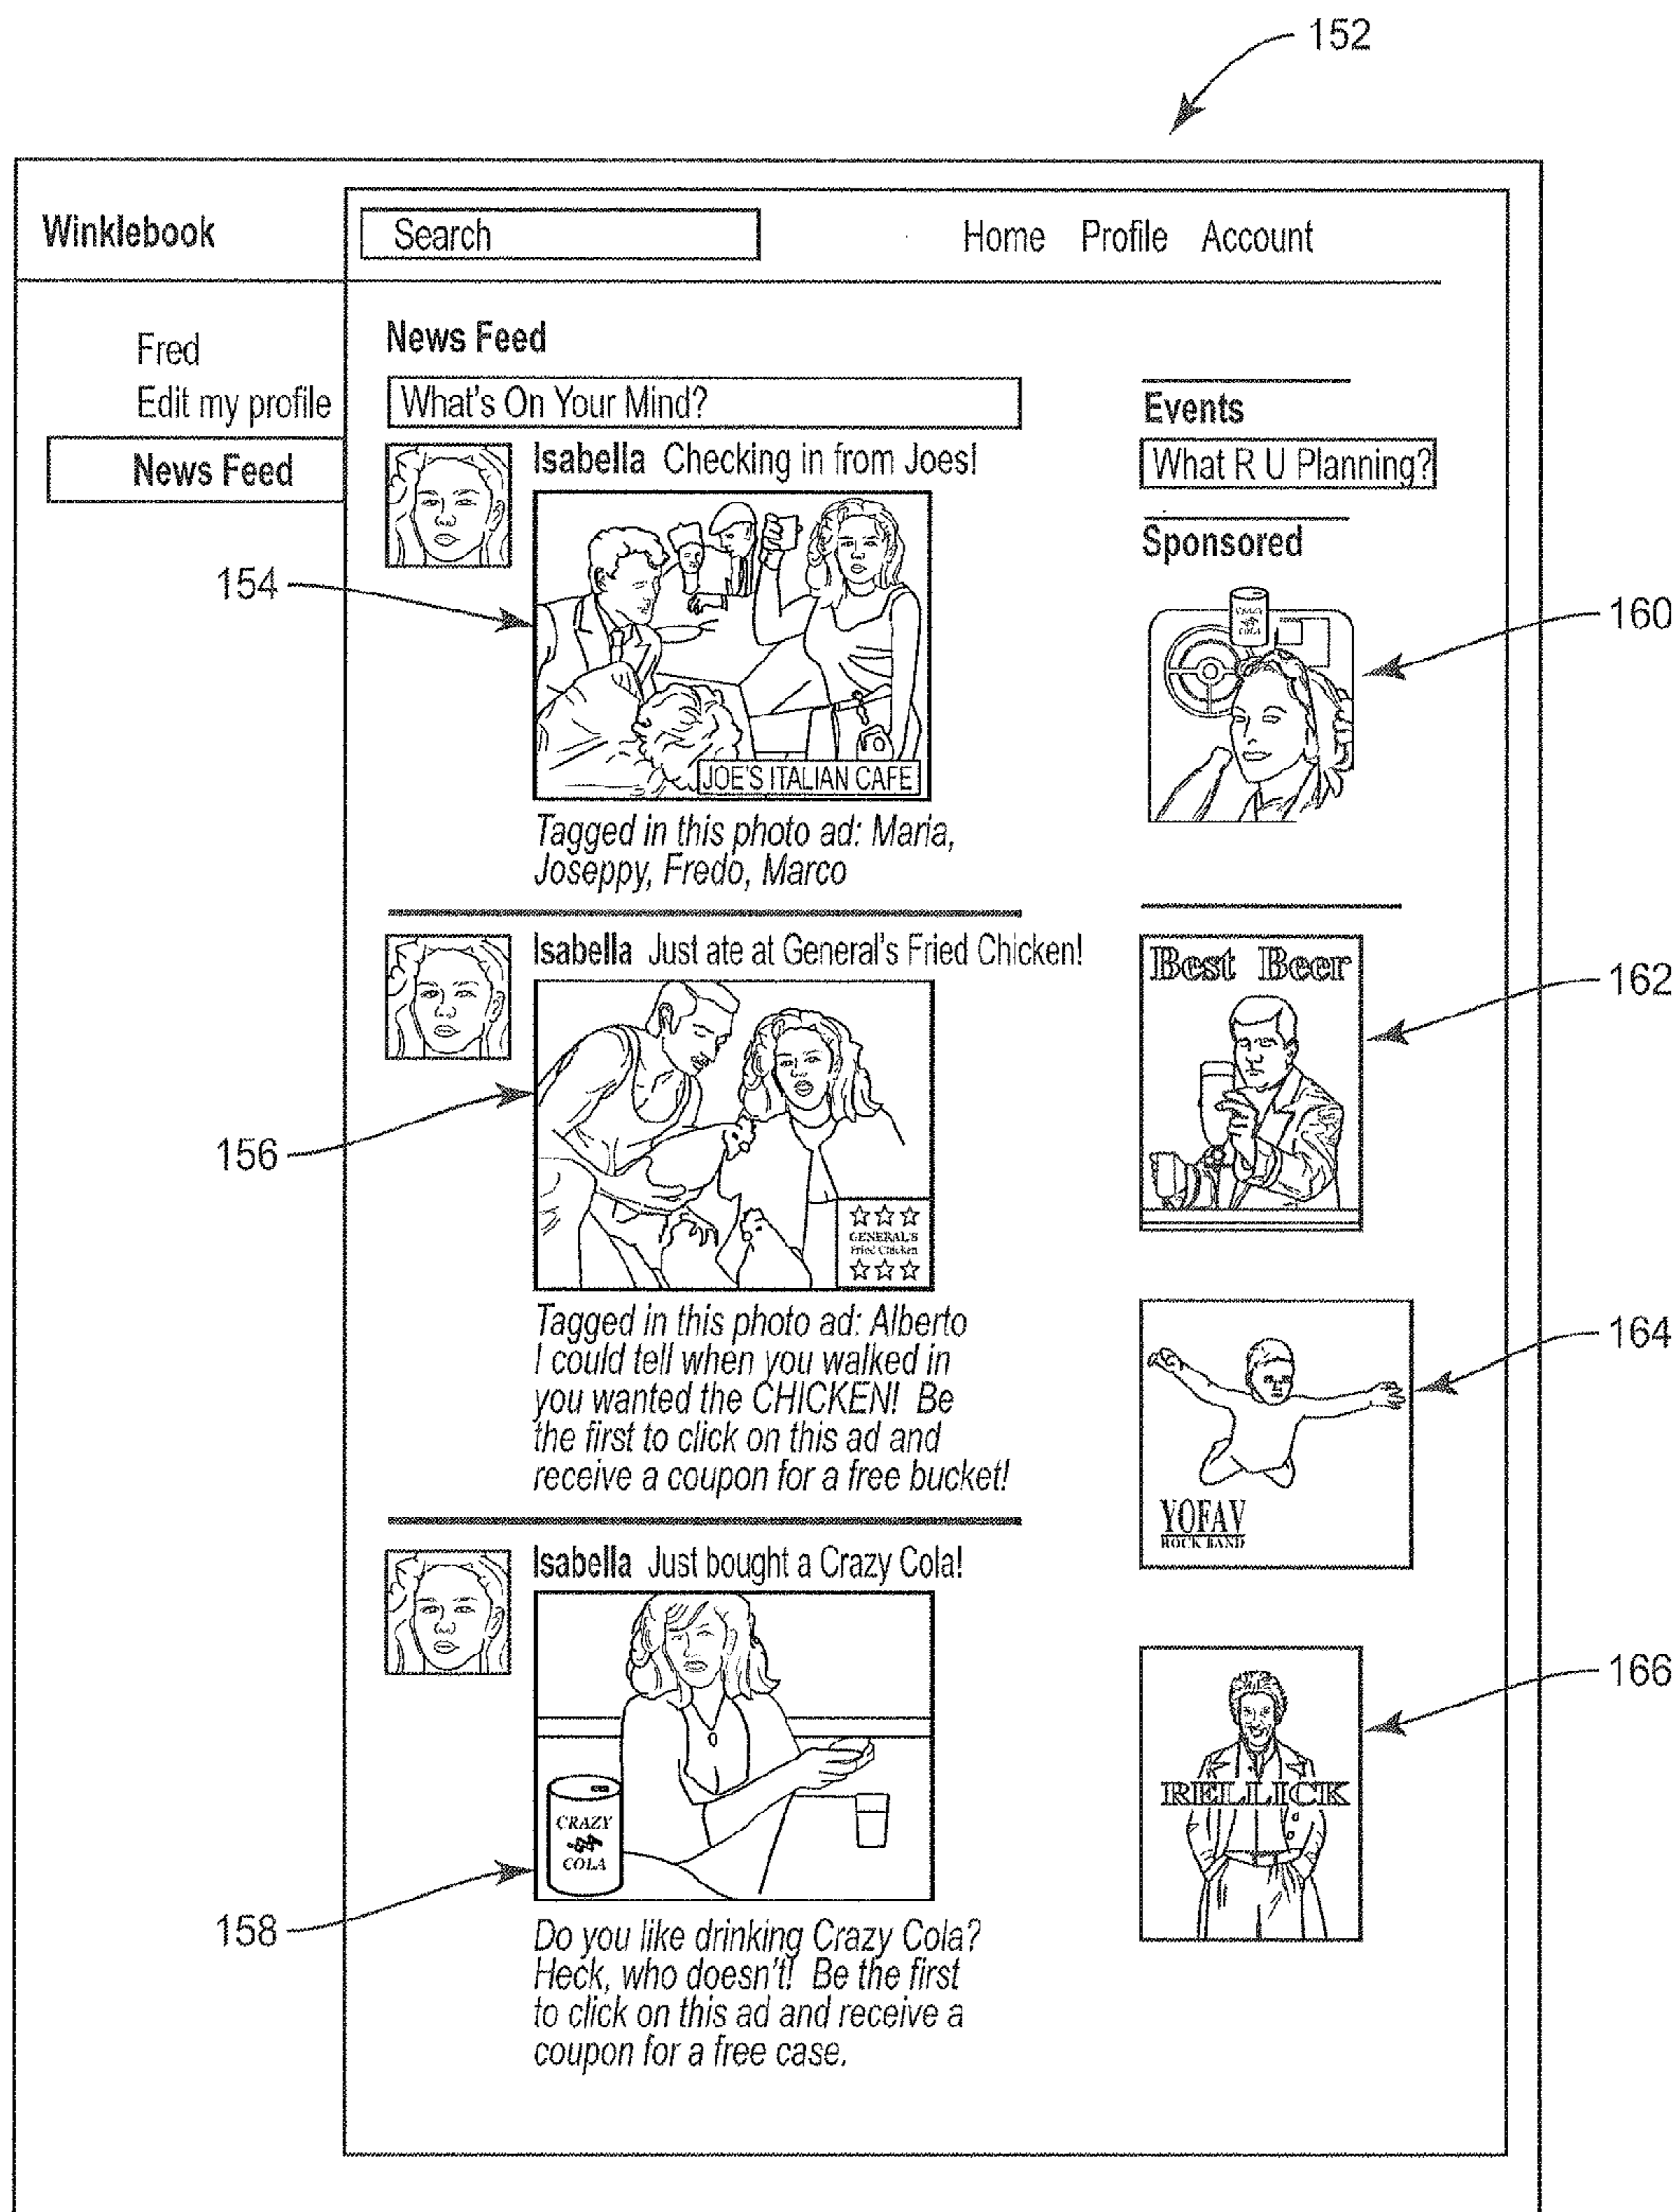 152
Winklebook
Search
Home Profile Account
Fred
Edit my profile
News Feed
News Feed
What's On Your Mind?
Isabella Checking in from Joes!
154
JOE'S ITALIAN CAFE
Tagged in this photo ad: Maria,
Joseppy, Fredo, Marco
Isabella Just ate at General's Fried Chicken!
156
GENERAL'S
Fried Chicken
Tagged in this photo ad: Alberto
I could tell when you walked in
you wanted the CHICKEN! Be
the first to click on this ad and
receive a coupon for a free bucket!
Isabella Just bought a Crazy Cola!
CRAZY
COLA
158
Do you like drinking Crazy Cola?
Heck, who doesn't! Be the first
to click on this ad and receive a
coupon for a free case.
Events
What R U Planning?
Sponsored
CRAZY
COLA
160
Best Beer
162
164
YOFAV
ROCK BAND
166
RELLICK